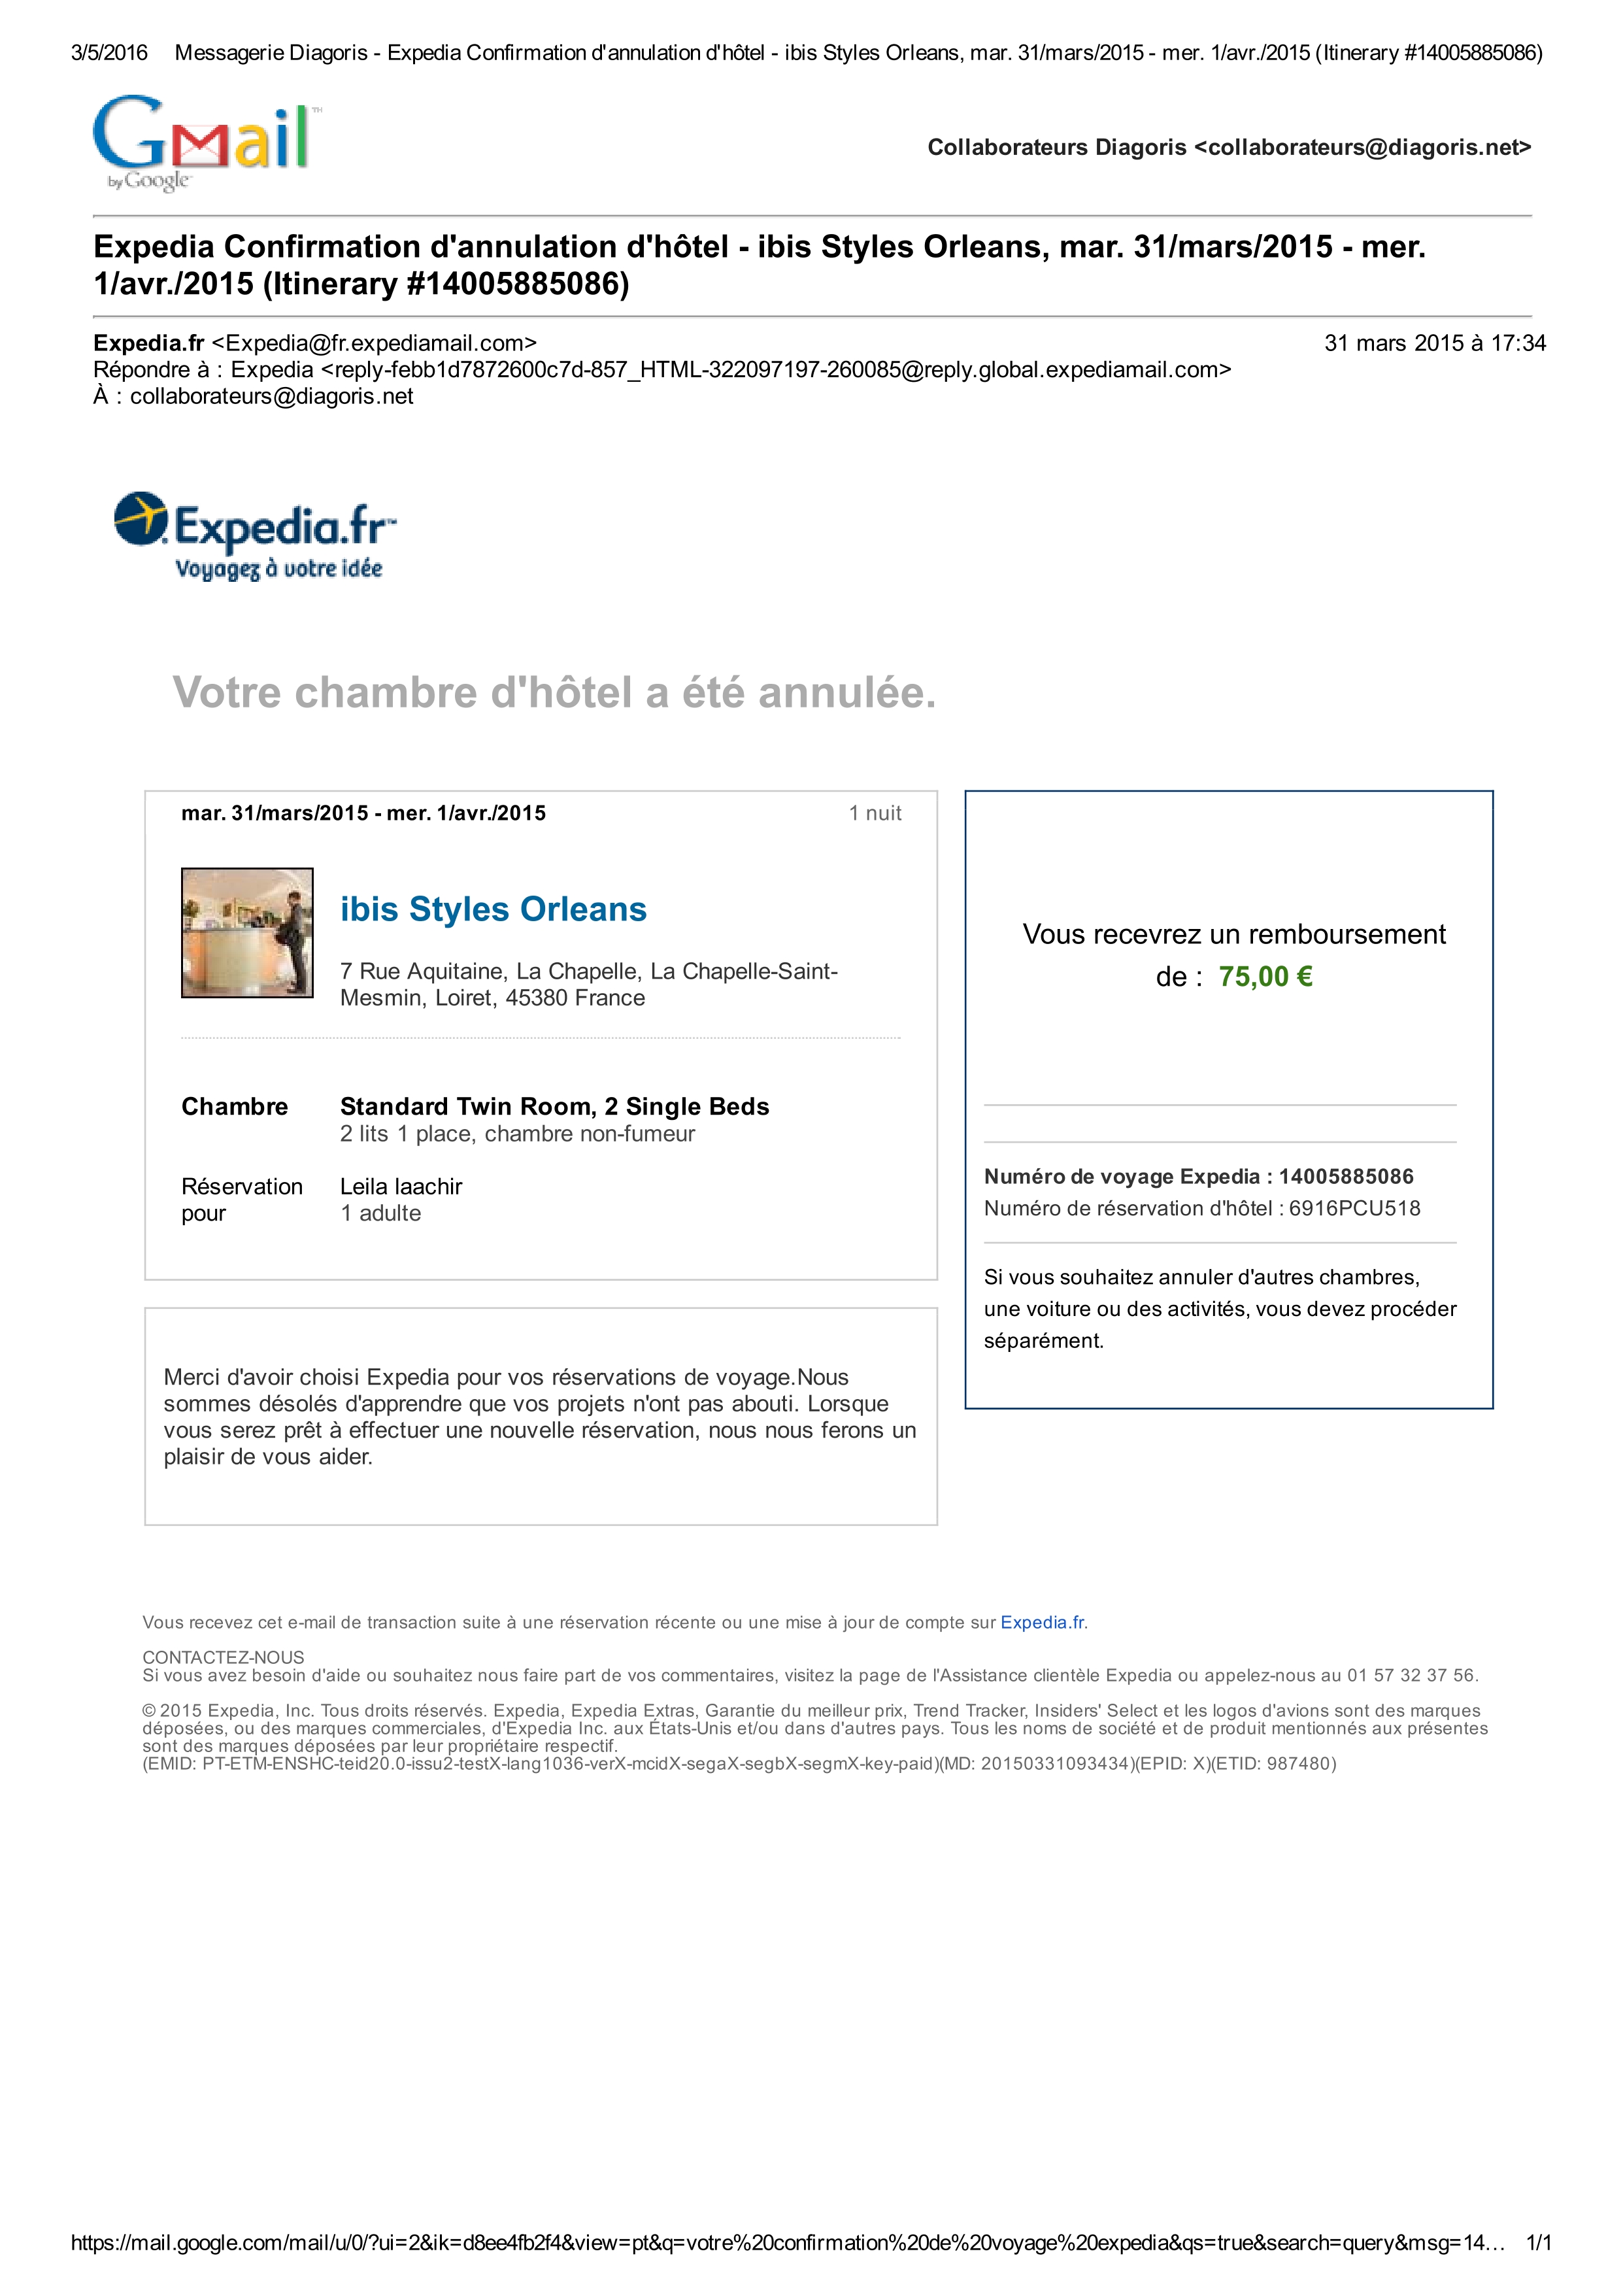 3/5/2016 Messagerie Diagoris - Expedia Confirmation d'annulation d'hôtel - ibis Styles Orleans, mar. 31/mars/2015 - mer. 1/avr./2015 (Itinerary #14005885086)
Gmail™
by Google™
Collaborateurs Diagoris <collaborateurs@diagoris.net>
Expedia Confirmation d'annulation d'hôtel - ibis Styles Orleans, mar. 31/mars/2015 - mer.
1/avr./2015 (Itinerary #14005885086)
Expedia.fr <Expedia@fr.expediamail.com> 31 mars 2015 à 17:34
Répondre à : Expedia <reply-febb1d7872600c7d-857_HTML-322097197-260085@reply.global.expediamail.com>
À : collaborateurs@diagoris.net
Expedia.fr™
Voyagez à votre idée
Votre chambre d'hôtel a été annulée.
mar. 31/mars/2015 - mer. 1/avr./2015 1 nuit
ibis Styles Orleans
7 Rue Aquitaine, La Chapelle, La Chapelle-Saint-
Mesmin, Loiret, 45380 France
Chambre Standard Twin Room, 2 Single Beds
2 lits 1 place, chambre non-fumeur
Réservation Leila laachir
pour 1 adulte
Vous recevrez un remboursement
de : 75,00 €
Numéro de voyage Expedia : 14005885086
Numéro de réservation d'hôtel : 6916PCU518
Si vous souhaitez annuler d'autres chambres,
une voiture ou des activités, vous devez procéder
séparément.
Merci d'avoir choisi Expedia pour vos réservations de voyage.Nous
sommes désolés d'apprendre que vos projets n'ont pas abouti. Lorsque
vous serez prêt à effectuer une nouvelle réservation, nous nous ferons un
plaisir de vous aider.
Vous recevez cet e-mail de transaction suite à une réservation récente ou une mise à jour de compte sur Expedia.fr.
CONTACTEZ-NOUS
Si vous avez besoin d'aide ou souhaitez nous faire part de vos commentaires, visitez la page de l'Assistance clientèle Expedia ou appelez-nous au 01 57 32 37 56.
© 2015 Expedia, Inc. Tous droits réservés. Expedia, Expedia Extras, Garantie du meilleur prix, Trend Tracker, Insiders' Select et les logos d'avions sont des marques
déposées, ou des marques commerciales, d'Expedia Inc. aux États-Unis et/ou dans d'autres pays. Tous les noms de société et de produit mentionnés aux présentes
sont des marques déposées par leur propriétaire respectif.
(EMID: PT-ETM-ENSHC-teid20.0-issu2-testX-lang1036-verX-mcidX-segaX-segbX-segmX-key-paid)(MD: 20150331093434)(EPID: X)(ETID: 987480)
https://mail.google.com/mail/u/0/?ui=2&ik=d8ee4fb2f4&view=pt&q=votre%20confirmation%20de%20voyage%20expedia&qs=true&search=query&msg=14… 1/1